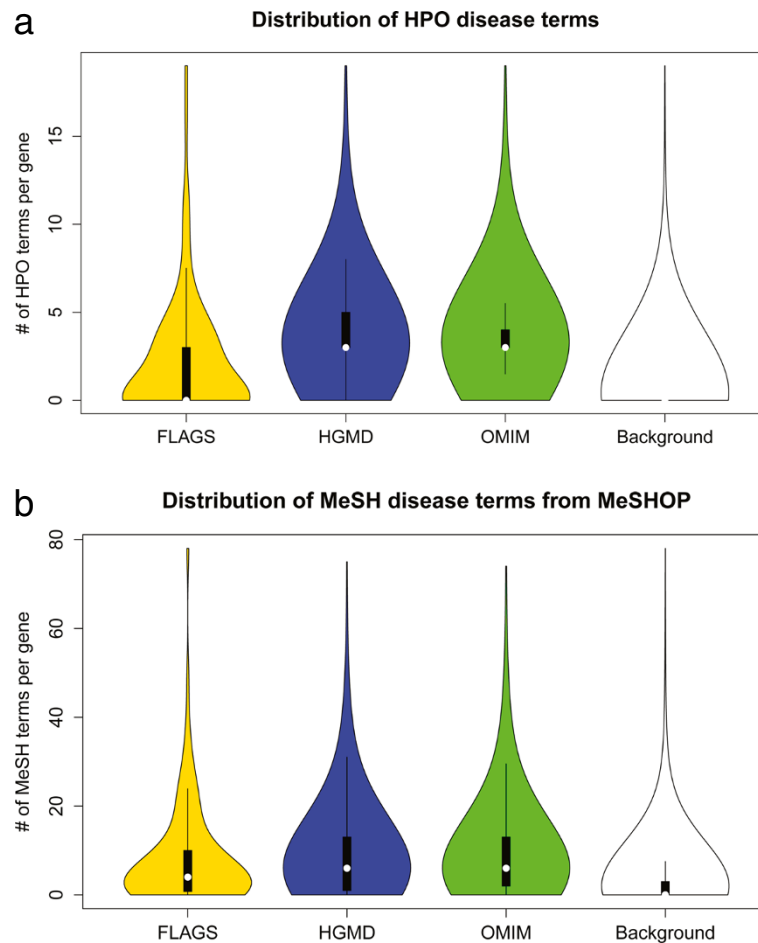 a
Distribution of HPO disease terms
# of HPO terms per gene
15
10
5
0
FLAGS HGMD OMIM Background
b
Distribution of MeSH disease terms from MeSHOP
# of MeSH terms per gene
80
60
40
20
0
FLAGS HGMD OMIM Background